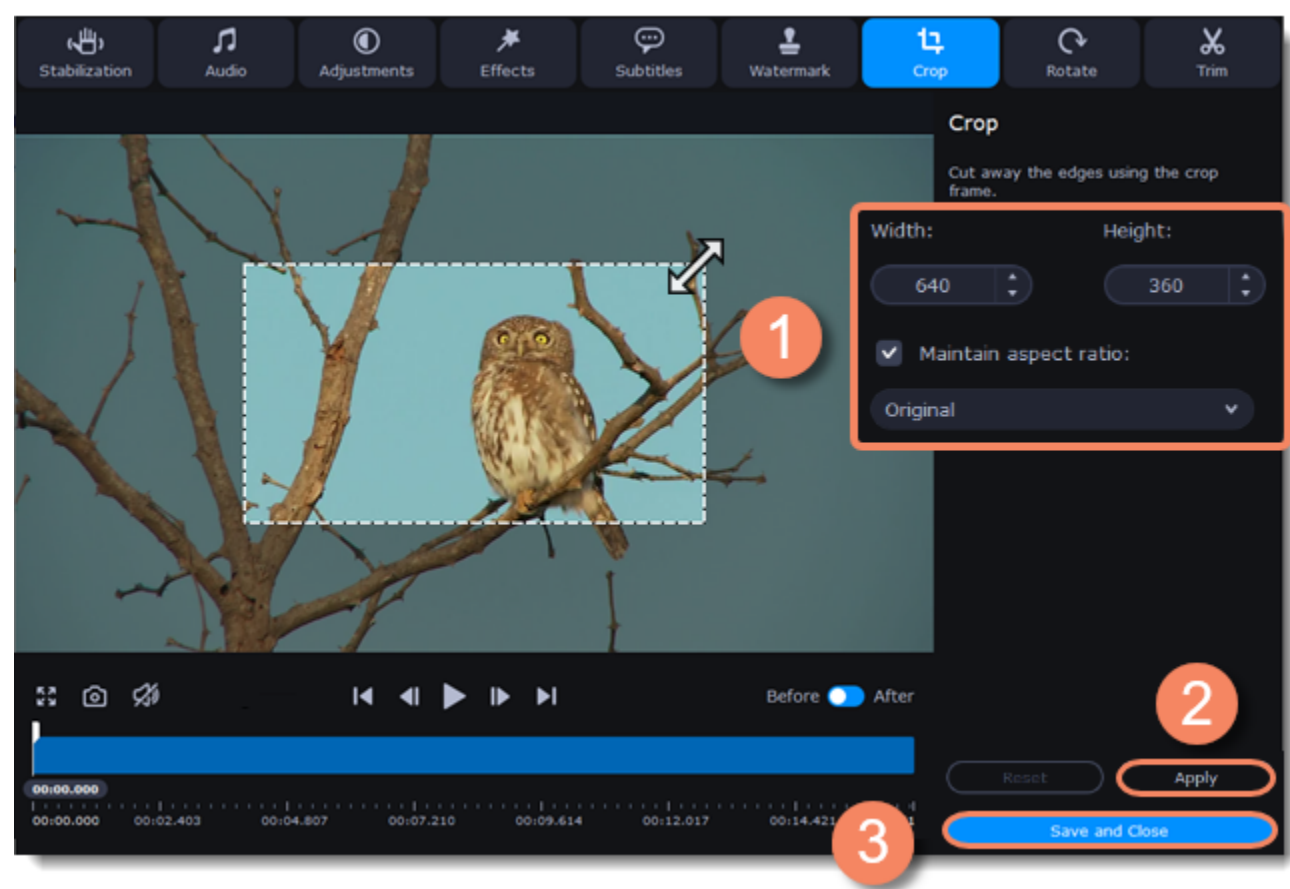 Stabilization
Audio
Adjustments
Effects
Subtitles
Watermark
Crop
Rotate
Trim
Crop
Cut away the edges using the crop
frame.
Width: Height:
640 360
Maintain aspect ratio:
Original
1
Before After
2
Reset Apply
00:00.000
00:00.000 00:02.403 00:04.807 00:07.210 00:09.614 00:12.017 00:14.421
3
Save and Close